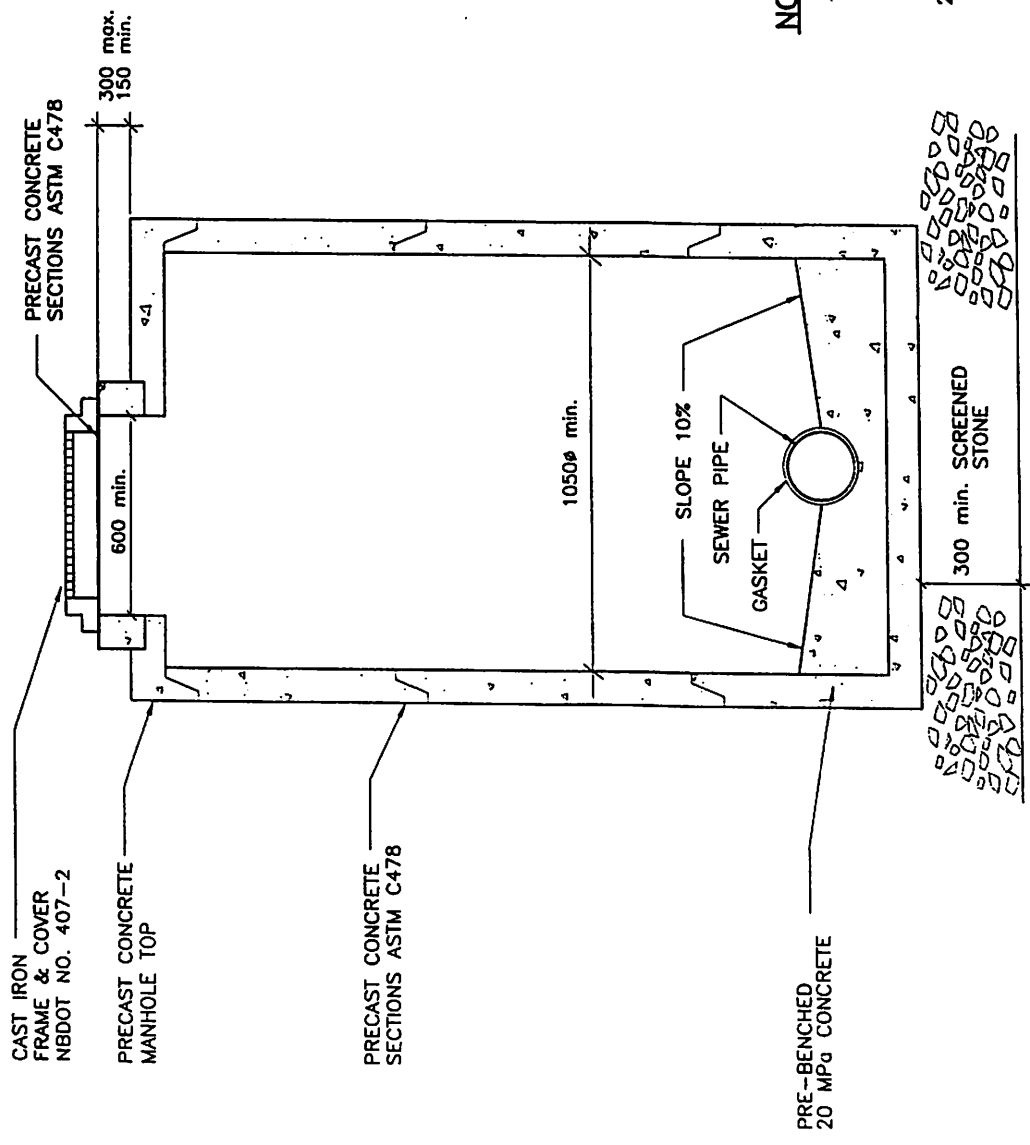 CAST IRON
FRAME & COVER
NBDOT NO. 407-2
PRECAST CONCRETE
SECTIONS ASTM C478
300 max.
150 min.
600 min.
PRECAST CONCRETE
MANHOLE TOP
1050ø min.
PRECAST CONCRETE
SECTIONS ASTM C478
SLOPE 10%
SEWER PIPE
GASKET
PRE-BENCHED
20 MPa CONCRETE
300 min. SCREENED
STONE